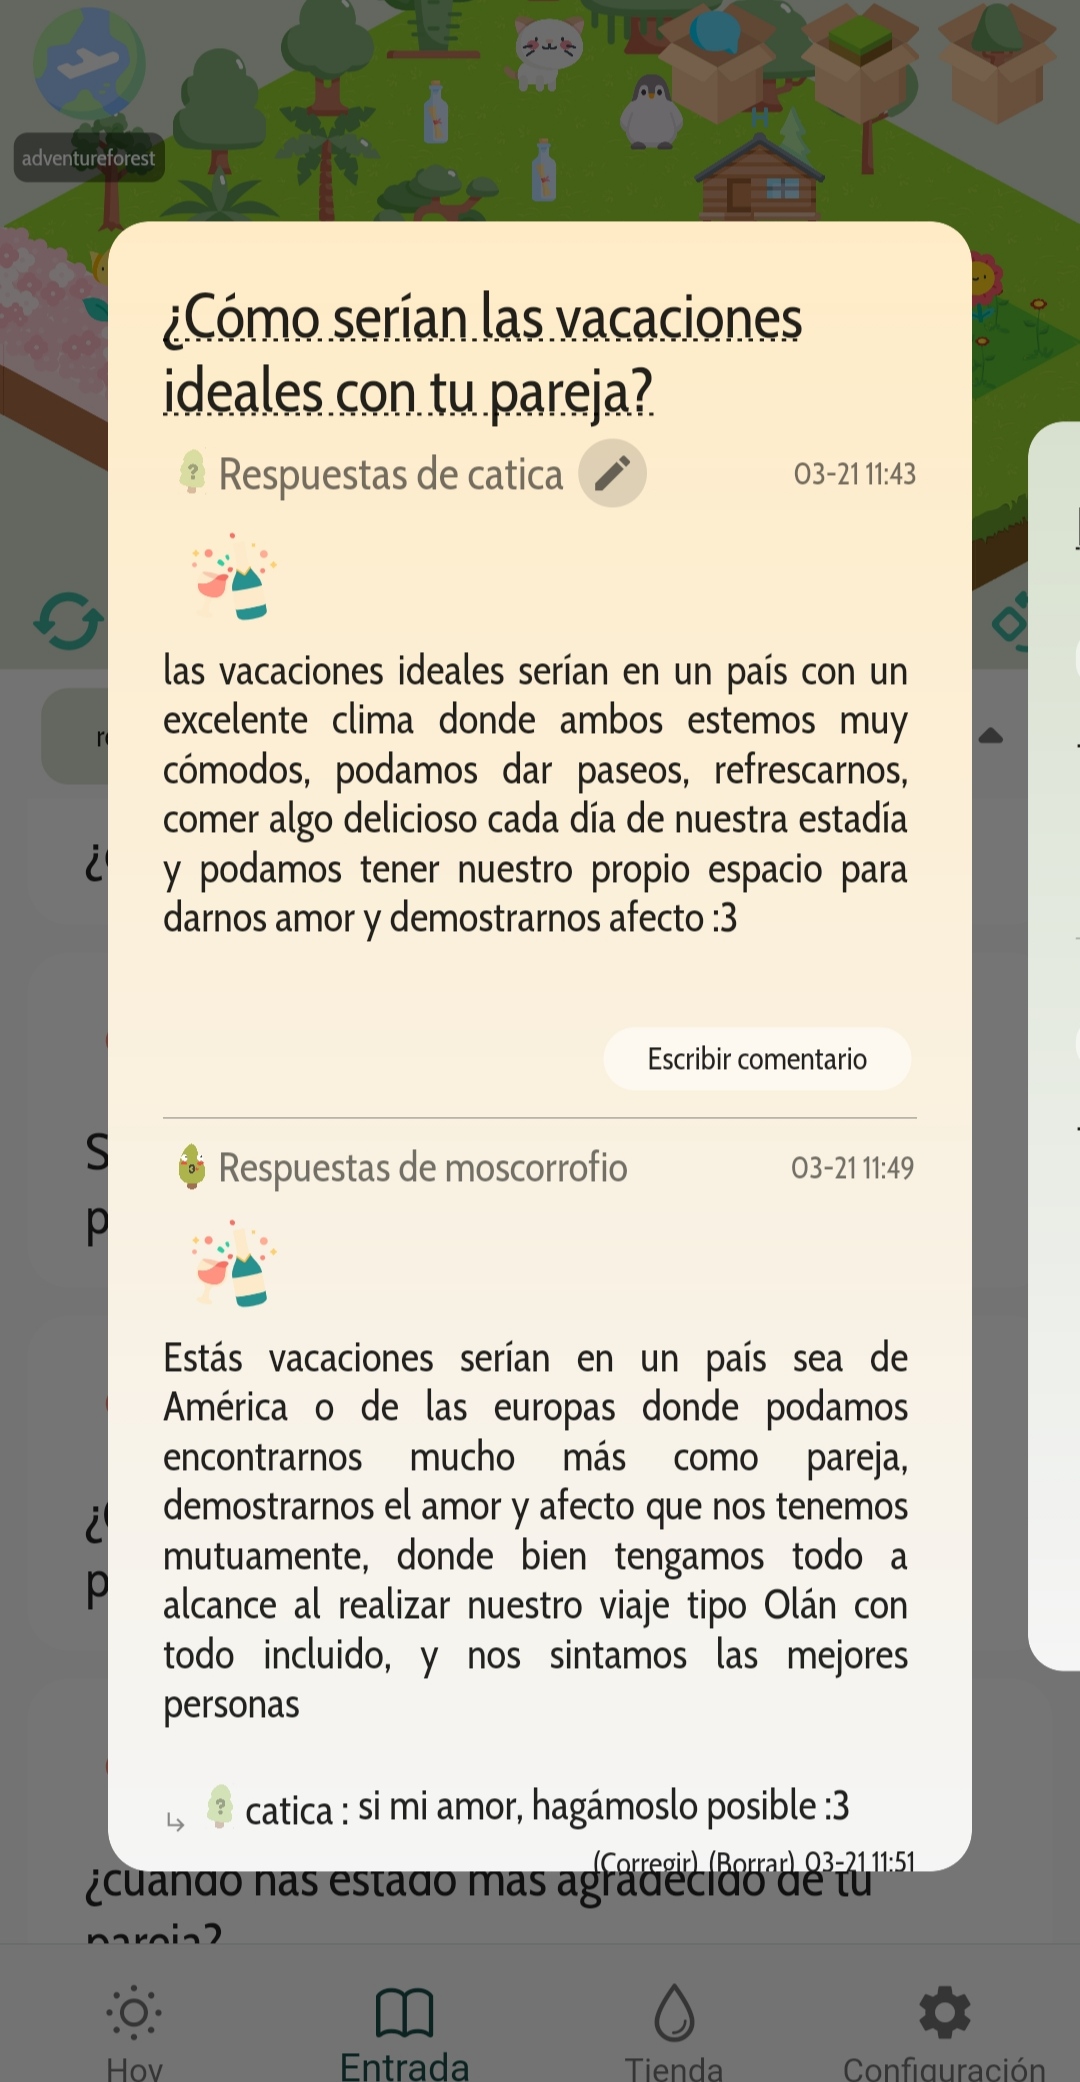 adventureforest
¿Cómo serían las vacaciones
ideales con tu pareja?
Respuestas de catica
03-21 11:43
las vacaciones ideales serían en un país con un
excelente clima donde ambos estemos muy
cómodos, podamos dar paseos, refrescarnos,
comer algo delicioso cada día de nuestra estadía
y podamos tener nuestro propio espacio para
darnos amor y demostrarnos afecto :3
Escribir comentario
Respuestas de moscorrofio
03-21 11:49
Estás vacaciones serían en un país sea de
América o de las europas donde podamos
encontrarnos mucho más como pareja,
demostrarnos el amor y afecto que nos tenemos
mutuamente, donde bien tengamos todo a
alcance al realizar nuestro viaje tipo Olán con
todo incluido, y nos sintamos las mejores
personas
catica : si mi amor, hagámoslo posible :3
(Corregir) (Borrar) 03-21 11:51
¿cuándo has estado más agradecido de tu
pareja?
Hoy
Entrada
Tienda
Configuración